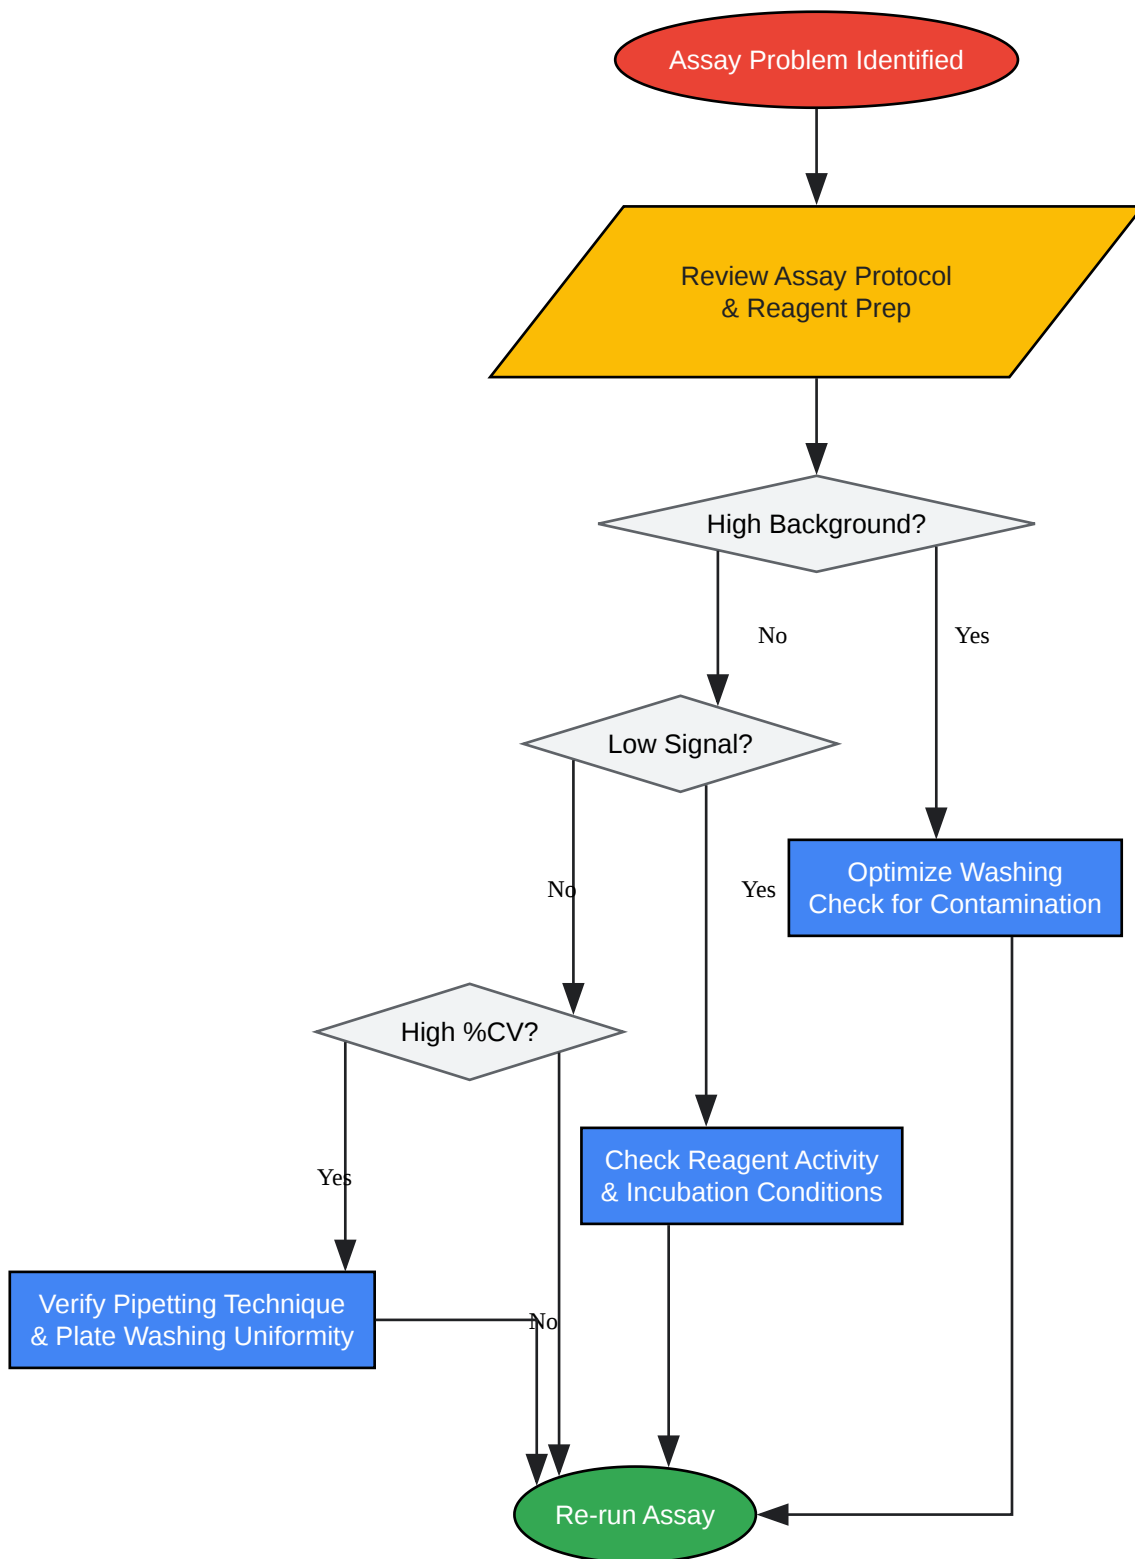 Assay Problem Identified
Review Assay Protocol
& Reagent Prep
High Background?
No
Yes
Low Signal?
Optimize Washing
Check for Contamination
No
Yes
High %CV?
Check Reagent Activity
& Incubation Conditions
Yes
Verify Pipetting Technique
& Plate Washing Uniformity
No
Re-run Assay